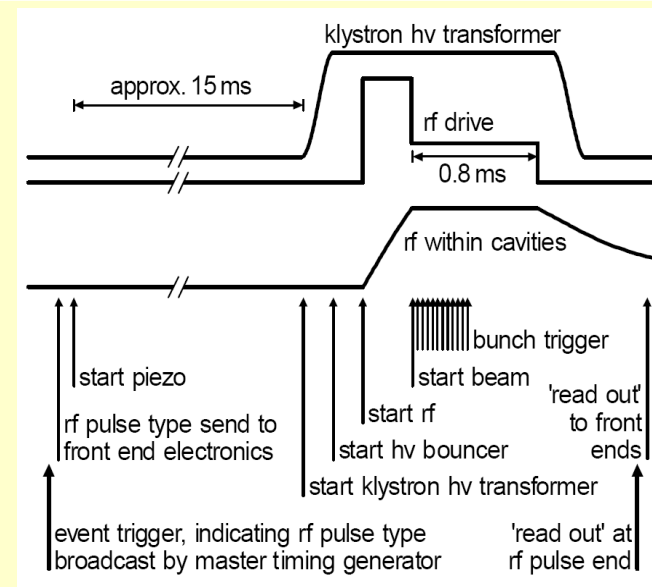 klystron hv transformer
approx. 15 ms
rf drive
0.8 ms
rf within cavities
bunch trigger
start piezo
start beam
'read out'
to front
ends
rf pulse type send to
front end electronics
start rf
start hv bouncer
start klystron hv transformer
event trigger, indicating rf pulse type
broadcast by master timing generator
'read out' at
rf pulse end